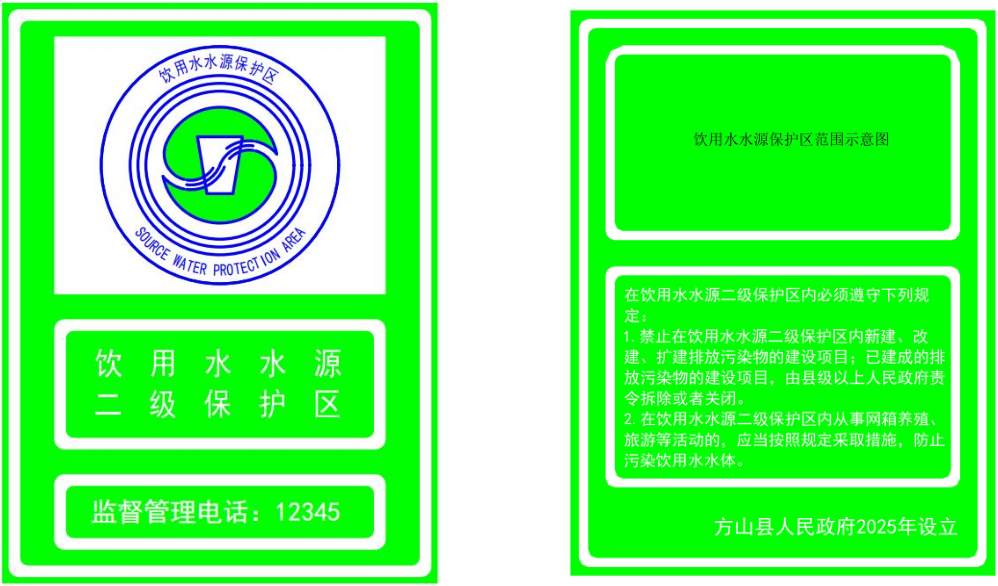 饮用水水源保护区
SOURCE WATER PROTECTION AREA
饮用水水源
二级保护区
监督管理电话：12345
饮用水水源保护区范围示意图
在饮用水水源二级保护区内必须遵守下列规
定：
1.禁止在饮用水水源二级保护区内新建、改
建、扩建排放污染物的建设项目；已建成的排
放污染物的建设项目，由县级以上人民政府责
令拆除或者关闭。
2.在饮用水水源二级保护区内从事网箱养殖、
旅游等活动的，应当按照规定采取措施，防止
污染饮用水水体。
方山县人民政府2025年设立